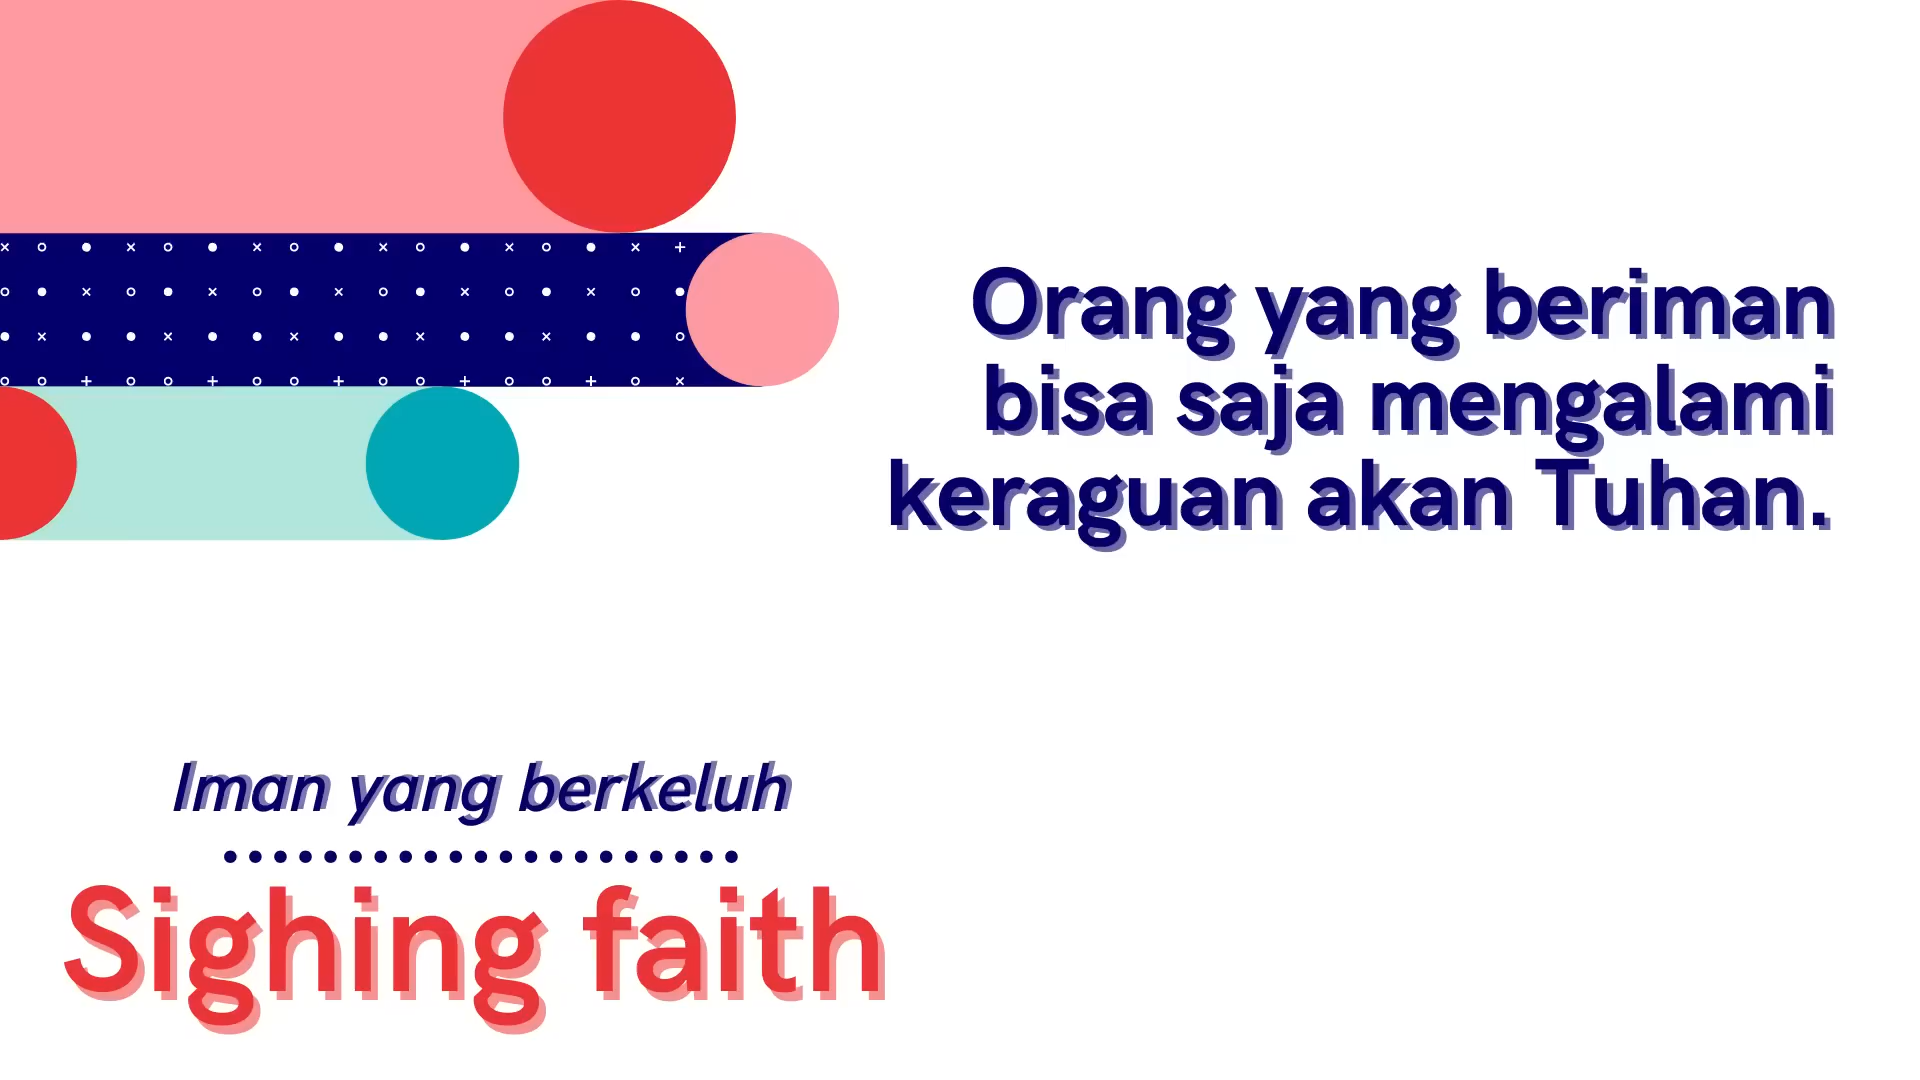 Orang yang beriman
bisa saja mengalami
keraguan akan Tuhan.
Iman yang berkeluh
Sighing faith